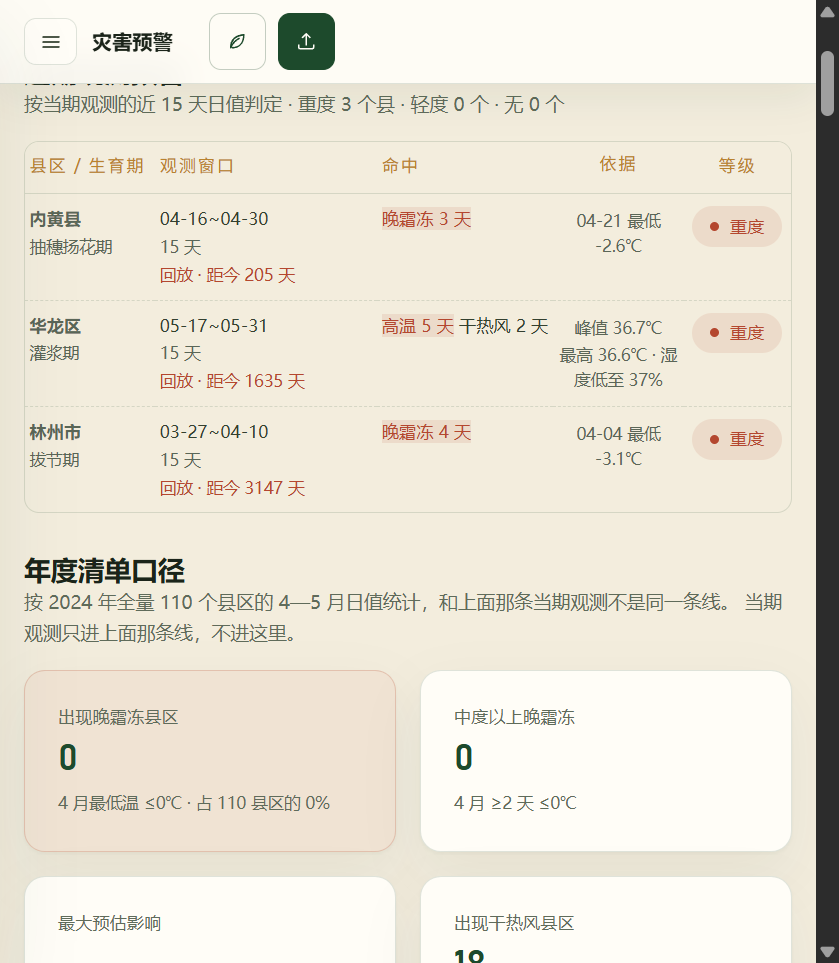 灾害预警
按当期观测的近 15 天日值判定 · 重度 3 个县 · 轻度 0 个 · 无 0 个
县区 / 生育期 观测窗口 命中 依据 等级
内黄县 04-16~04-30 晚霜冻 3 天 04-21 最低 重度
抽穗扬花期 15 天 -2.6℃
回放 · 距今 205 天
华龙区 05-17~05-31 高温 5 天 干热风 2 天 峰值 36.7℃ 重度
灌浆期 15 天 最高 36.6℃ · 湿
回放 · 距今 1635 天 度低至 37%
林州市 03-27~04-10 晚霜冻 4 天 04-04 最低 重度
拔节期 15 天 -3.1℃
回放 · 距今 3147 天
年度清单口径
按 2024 年全量 110 个县区的 4—5 月日值统计，和上面那条当期观测不是同一条线。 当期
观测只进上面那条线，不进这里。
出现晚霜冻县区 中度以上晚霜冻
0 0
4 月最低温 ≤0℃ · 占 110 县区的 0% 4 月 ≥2 天 ≤0℃
最大预估影响 出现干热风县区